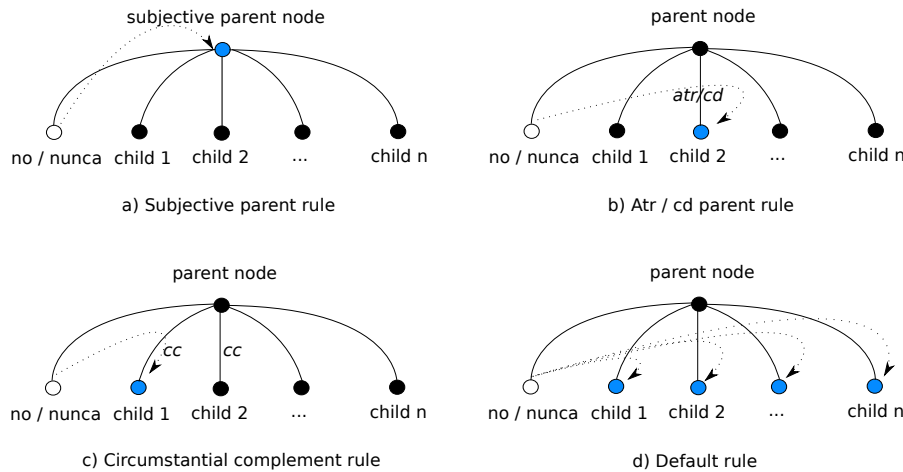 subjective parent node
no / nunca child 1 child 2 ... child n
a) Subjective parent rule
parent node
atr/cd
no / nunca child 1 child 2 ... child n
b) Atr / cd parent rule
parent node
cc cc
no / nunca child 1 child 2 ... child n
c) Circumstantial complement rule
parent node
no / nunca child 1 child 2 ... child n
d) Default rule